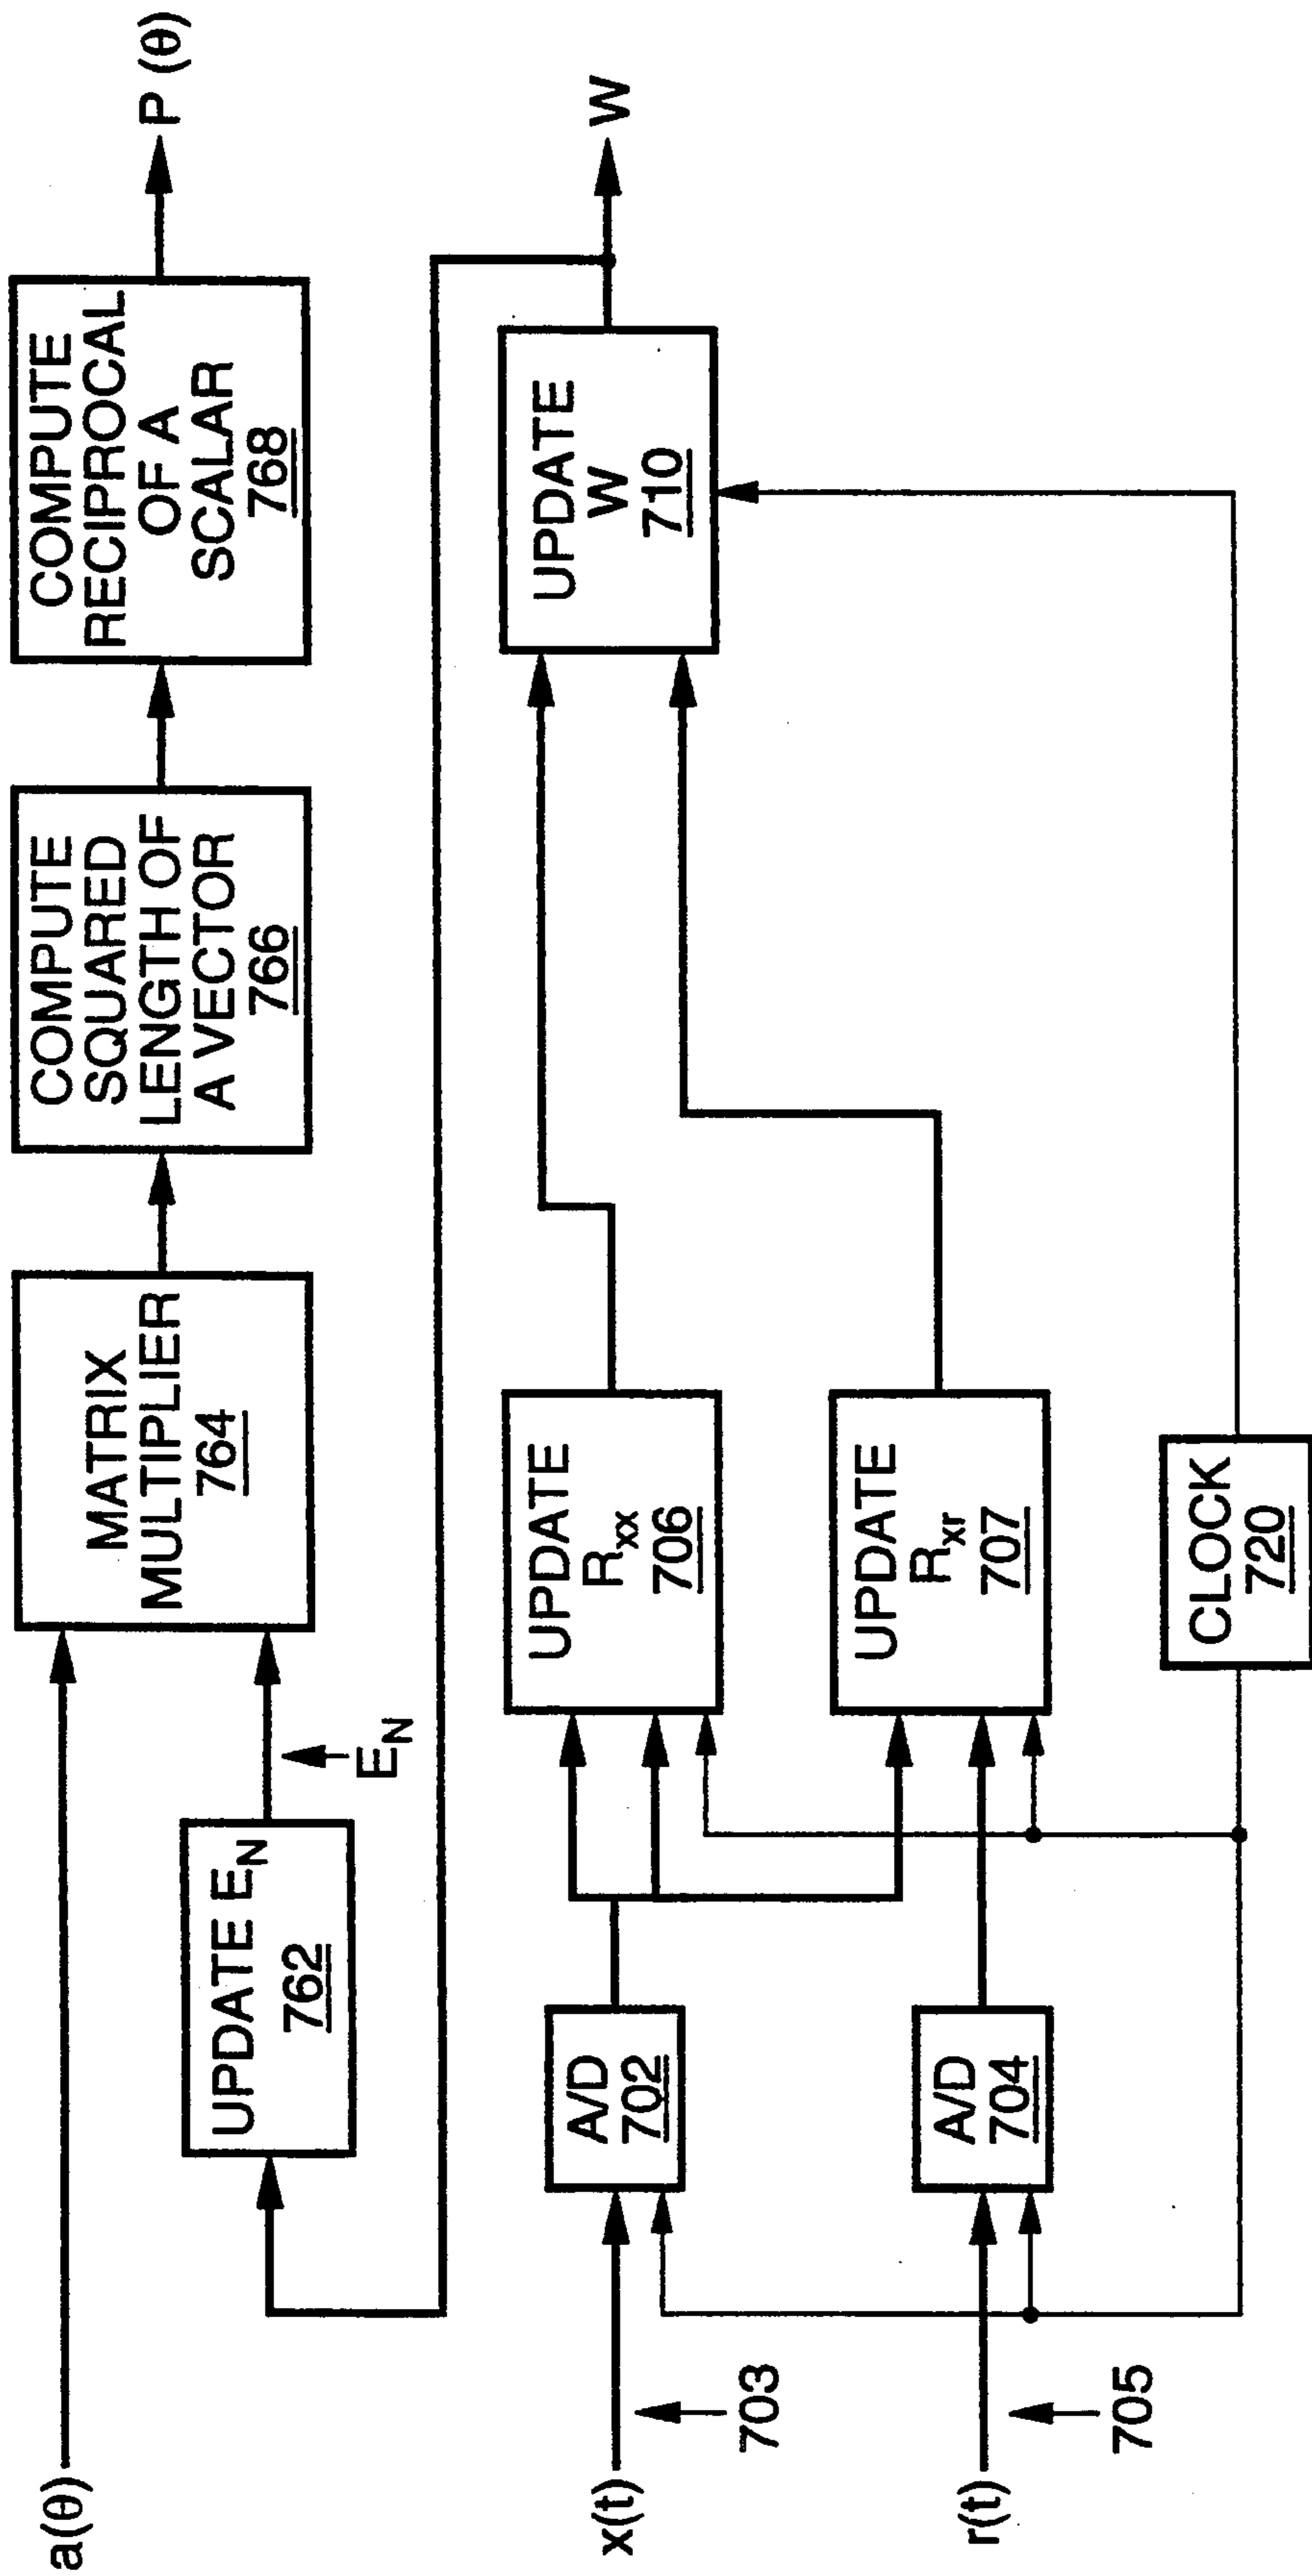 a(θ)
UPDATE E_N
762
E_N
MATRIX
MULTIPLIER
764
COMPUTE
SQUARED
LENGTH OF
A VECTOR
766
COMPUTE
RECIPROCAL
OF A
SCALAR
768
P (θ)
x(t)
703
A/D
702
UPDATE
R_xx
706
UPDATE
W
710
W
r(t)
705
A/D
704
UPDATE
R_xr
707
CLOCK
720